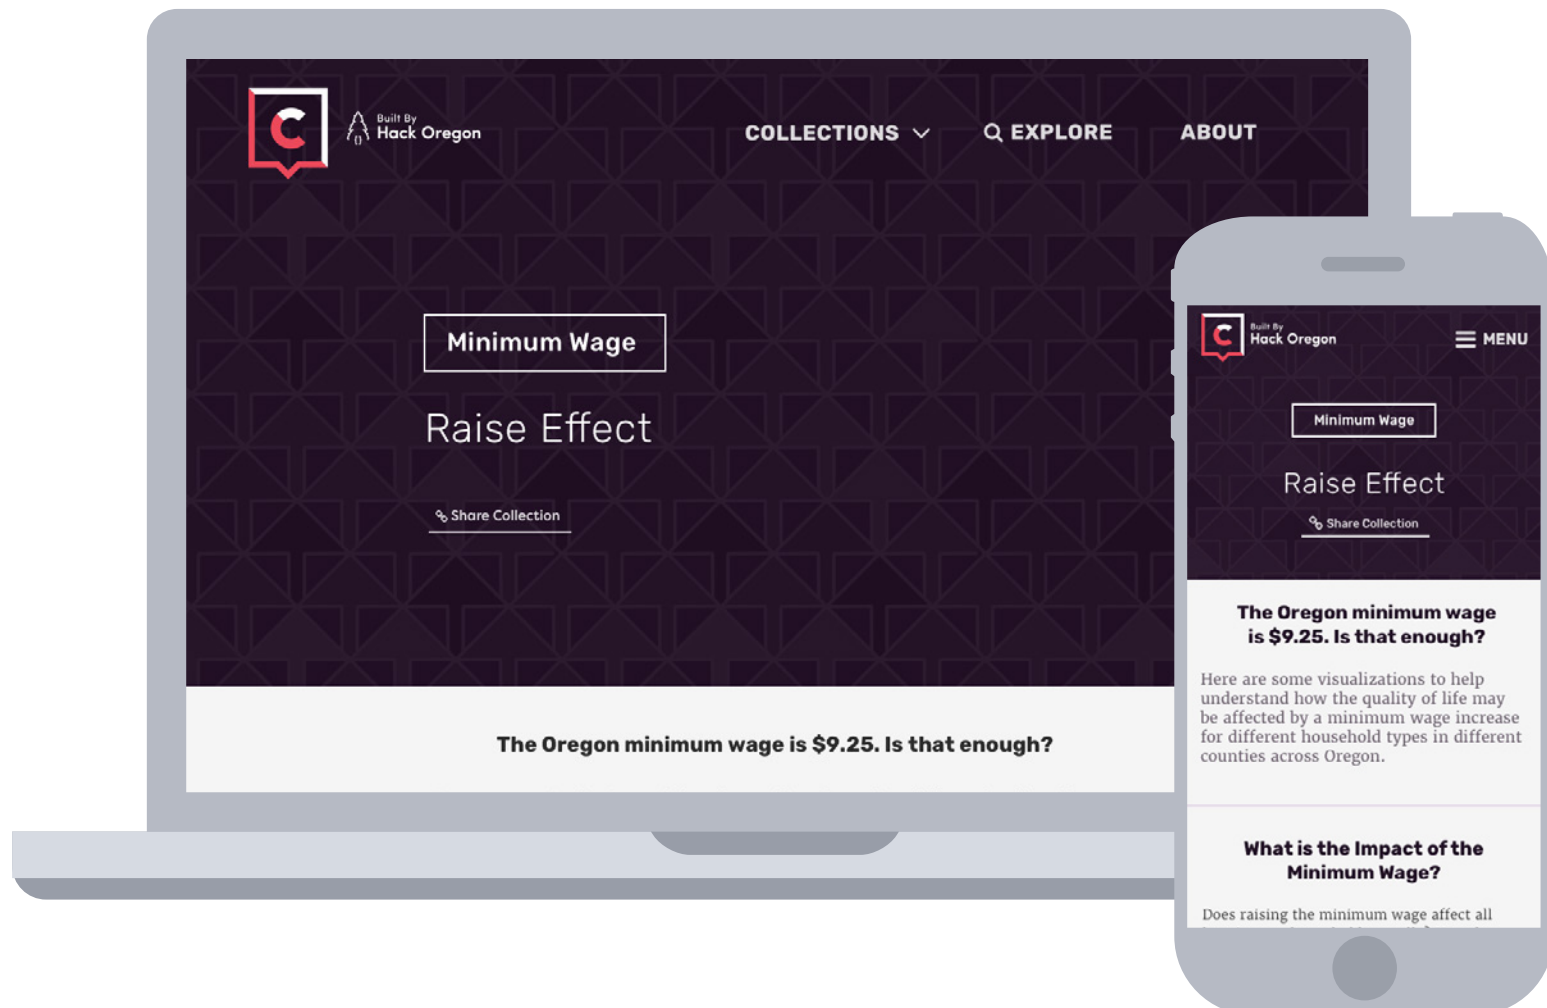 C
Built By
Hack Oregon
COLLECTIONS
EXPLORE
ABOUT
Minimum Wage
Raise Effect
Share Collection
The Oregon minimum wage is $9.25. Is that enough?
C
Built By
Hack Oregon
MENU
Minimum Wage
Raise Effect
Share Collection
The Oregon minimum wage
is $9.25. Is that enough?
Here are some visualizations to help
understand how the quality of life may
be affected by a minimum wage increase
for different household types in different
counties across Oregon.
What is the Impact of the
Minimum Wage?
Does raising the minimum wage affect all